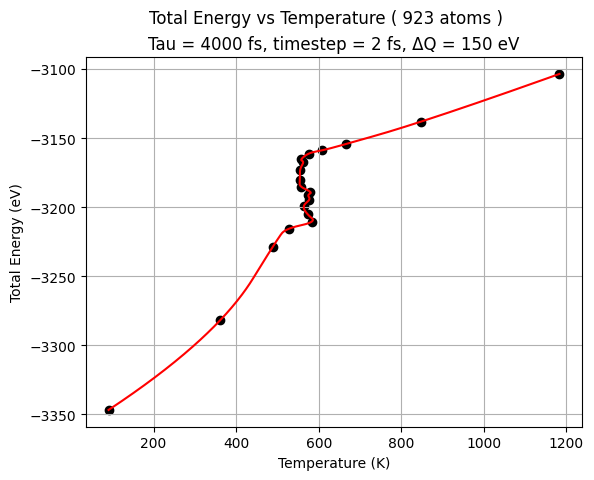 Total Energy vs Temperature ( 923 atoms )
Tau = 4000 fs, timestep = 2 fs, ΔQ = 150 eV
−3100
−3150
−3200
−3250
−3300
−3350
Total Energy (eV)
200 400 600 800 1000 1200
Temperature (K)